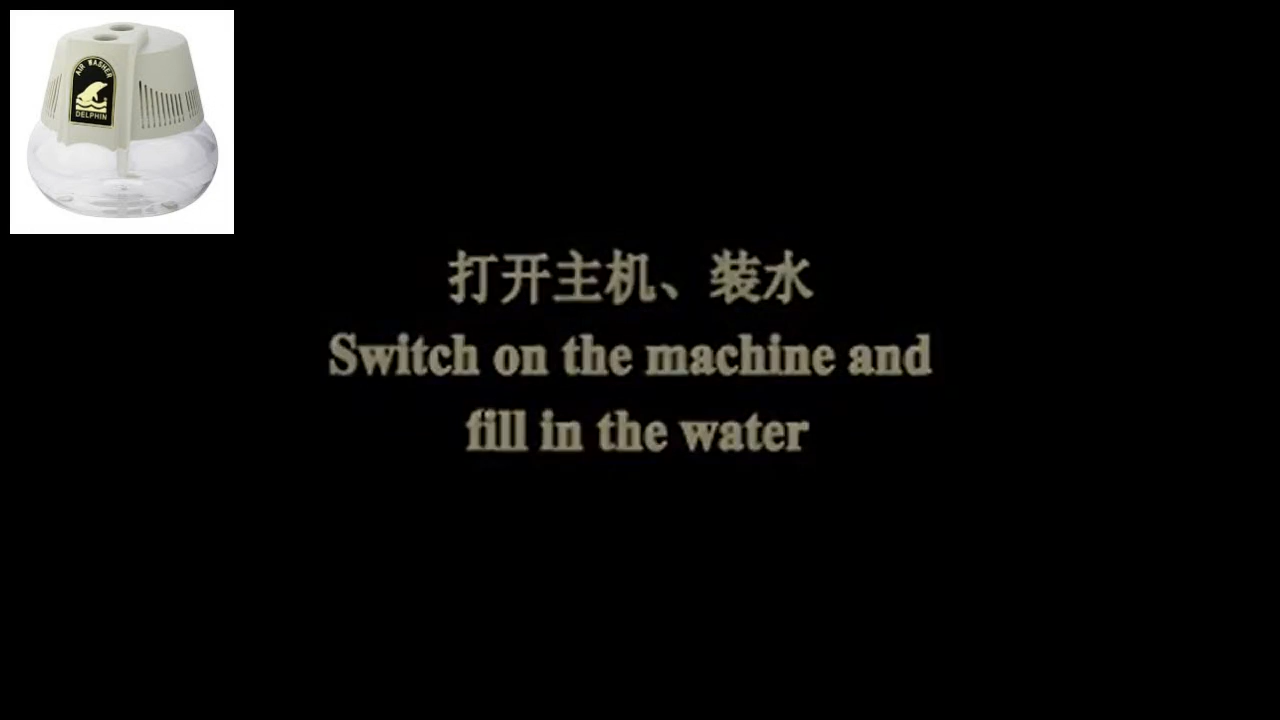 AIR WASHER
DELPHIN
打开主机、装水
Switch on the machine and
fill in the water